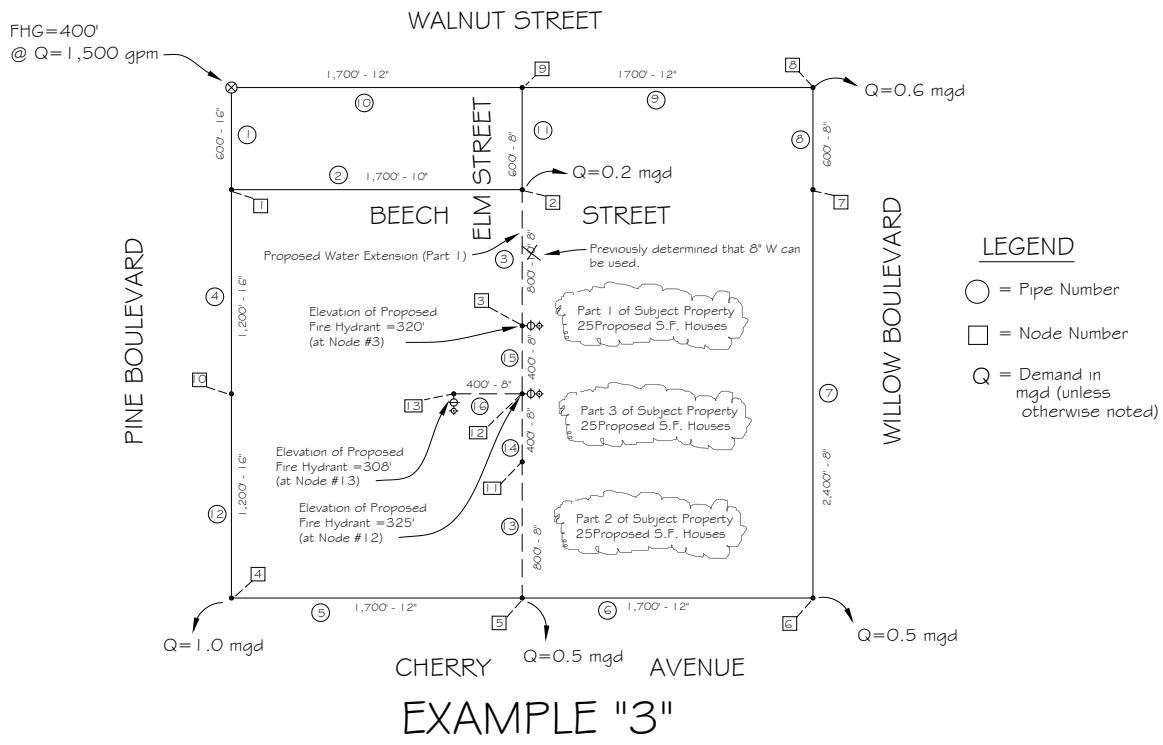 WALNUT STREET
FHG=400'
@ Q=1,500 gpm
1,700' - 12"
9
1700' - 12"
8
Q=0.6 mgd
10
9
600' - 16"
1
ELM STREET
11
600' - 8"
8
600' - 8"
2
1,700' - 10"
Q=0.2 mgd
1
2
7
BEECH
STREET
PINE BOULEVARD
Proposed Water Extension (Part 1)
3
800' - 8"
Previously determined that 8" W can
be used.
WILLOW BOULEVARD
LEGEND
= Pipe Number
= Node Number
Q = Demand in
mgd (unless
otherwise noted)
4
1,200' - 16"
3
Elevation of Proposed
Fire Hydrant =320'
(at Node #3)
Part 1 of Subject Property
25Proposed S.F. Houses
15
400' - 8"
10
400' - 8"
13
16
12
Part 3 of Subject Property
25Proposed S.F. Houses
7
2,400' - 8"
14
400' - 8"
Elevation of Proposed
Fire Hydrant =308'
(at Node #13)
11
Elevation of Proposed
Fire Hydrant =325'
(at Node #12)
12
1,200' - 16"
13
800' - 8"
Part 2 of Subject Property
25Proposed S.F. Houses
4
5
1,700' - 12"
6
1,700' - 12"
5
6
Q=1.0 mgd
Q=0.5 mgd
Q=0.5 mgd
CHERRY
AVENUE
EXAMPLE "3"